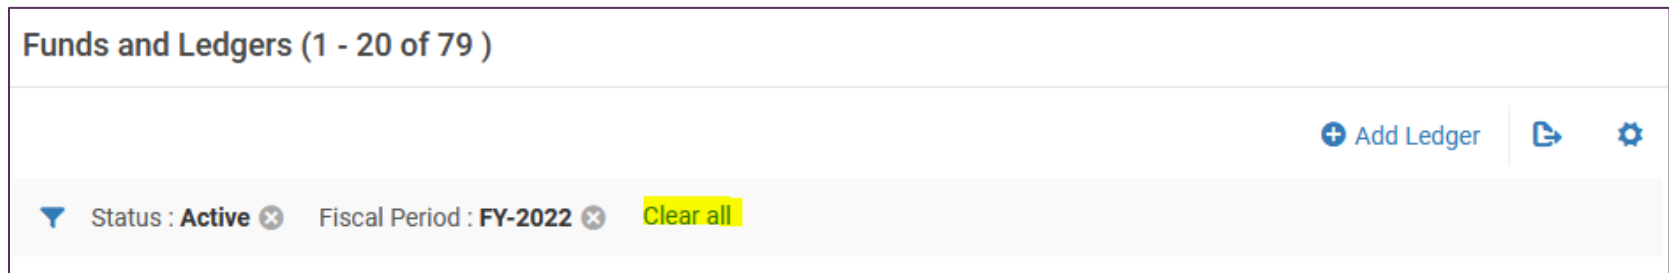 Funds and Ledgers (1 - 20 of 79 )
Add Ledger
Status : Active Fiscal Period : FY-2022 Clear all